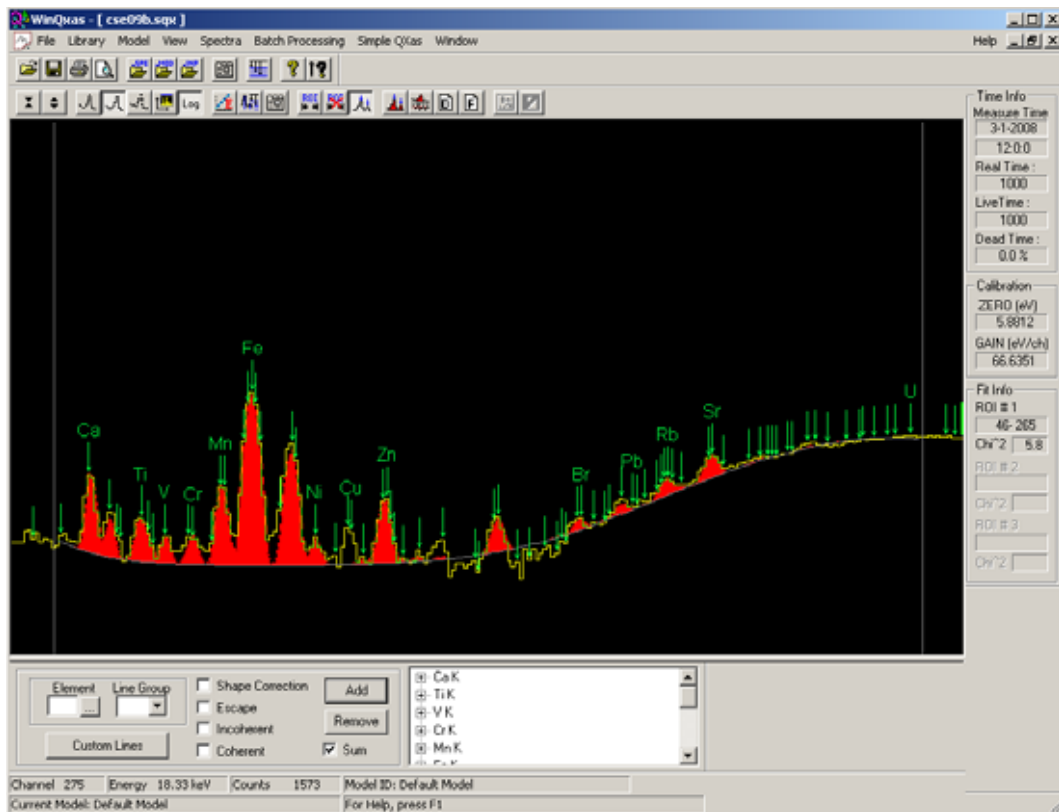 WinQxas - [ cse09b.sqx ]
File Library Model View Spectra Batch Processing Simple QXas Window Help
Log
Time Info
Measure Time
3-1-2008
12:0:0
Real Time :
1000
LiveTime :
1000
Dead Time :
0.0 %
Calibration
ZERO (eV)
5.8812
GAIN (eV/ch)
66.6351
Fit Info
ROI # 1
46- 265
Chi^2 5.8
ROI # 2
Chi^2
ROI # 3
Chi^2
Fe
Ca
Mn
Ti
V
Cr
Ni
Cu
Zn
Br
Pb
Rb
Sr
U
Element Line Group
...
Custom Lines
Shape Correction
Escape
Incoherent
Coherent
Add
Remove
Sum
Ca K
Ti K
V K
Cr K
Mn K
Channel 275 Energy 18.33 keV Counts 1573 Model ID: Default Model
Current Model: Default Model For Help, press F1